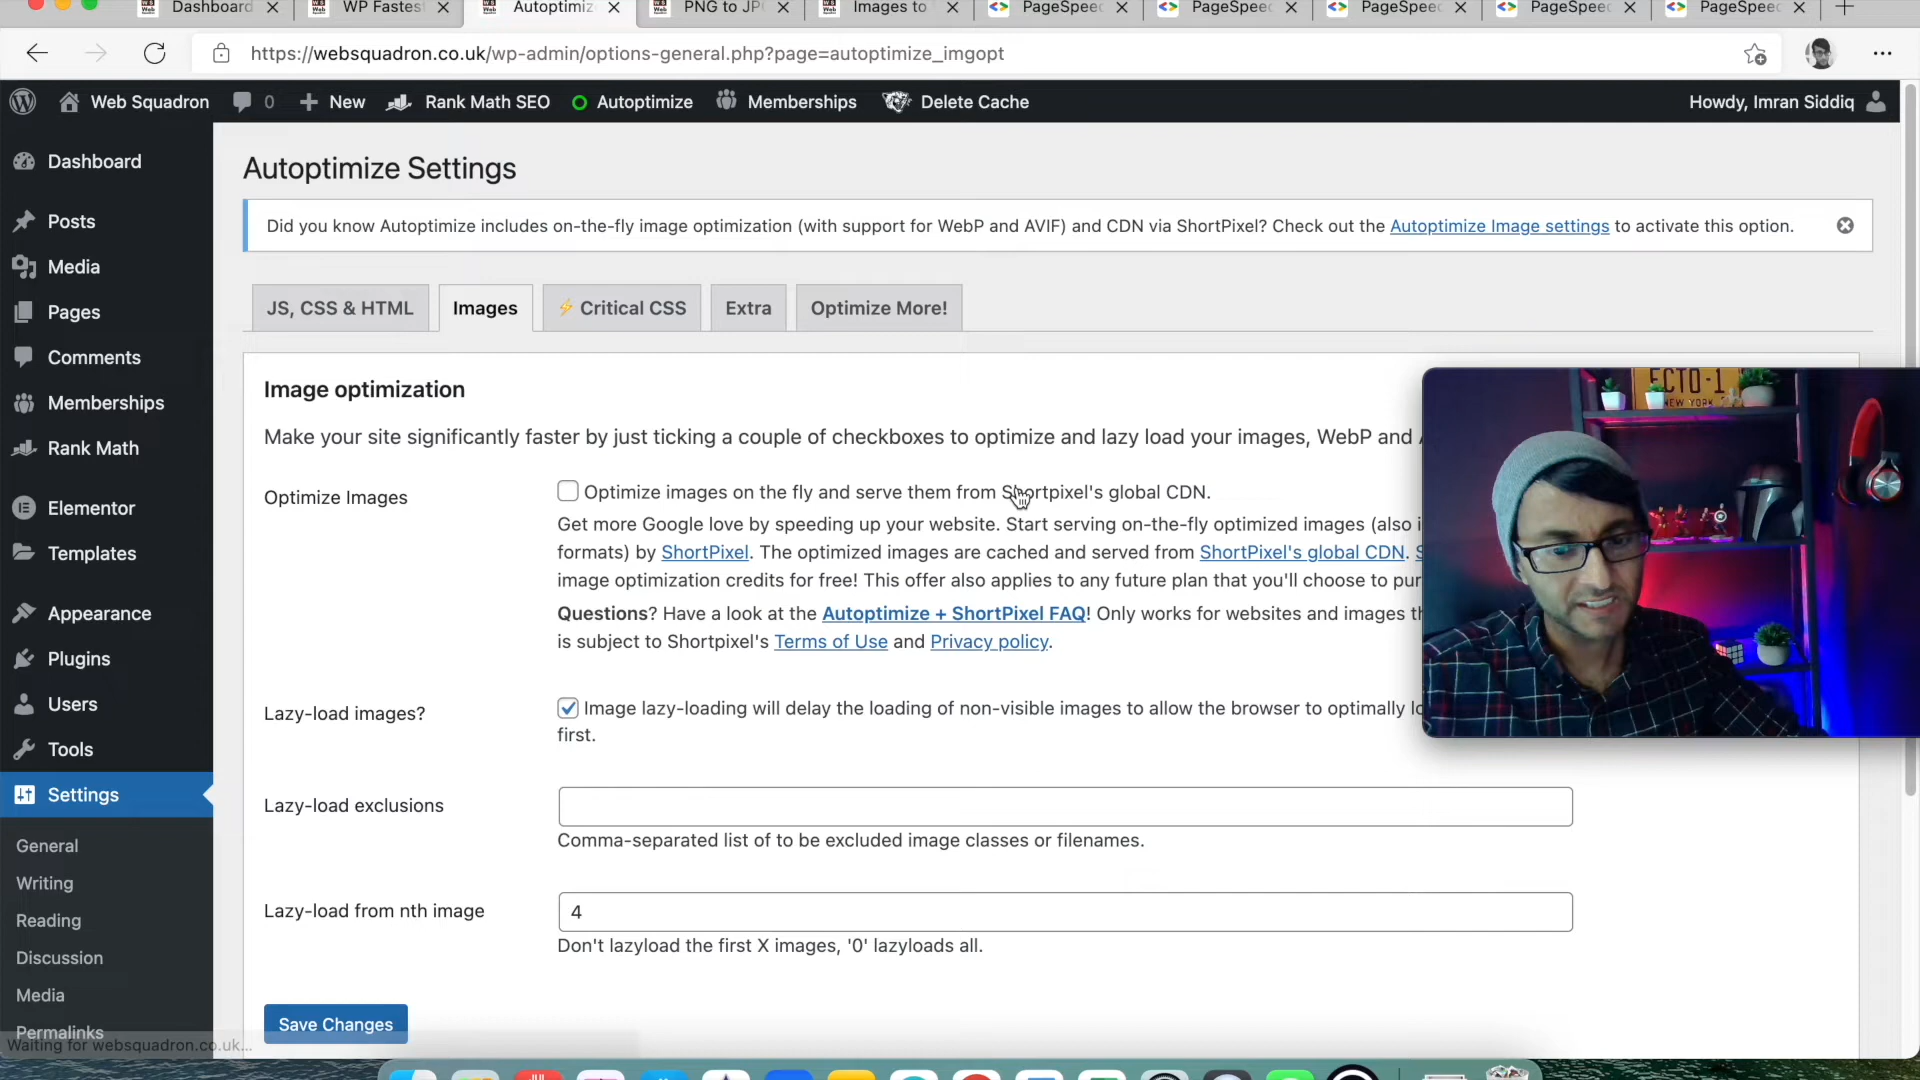 Dashboard WP Fastes Autoptimiz PNG to JP Images to PageSpeed PageSpeed PageSpeed PageSpeed PageSpeed
https://websquadron.co.uk/wp-admin/options-general.php?page=autoptimize_imgopt
Web Squadron 0 New Rank Math SEO Autoptimize Memberships Delete Cache Howdy, Imran Siddiq
Dashboard
Posts
Media
Pages
Comments
Memberships
Rank Math
Elementor
Templates
Appearance
Plugins
Users
Tools
Settings
General
Writing
Reading
Discussion
Media
Permalinks
Waiting for websquadron.co.uk...
Autoptimize Settings
Did you know Autoptimize includes on-the-fly image optimization (with support for WebP and AVIF) and CDN via ShortPixel? Check out the Autoptimize Image settings to activate this option.
JS, CSS & HTML Images Critical CSS Extra Optimize More!
Image optimization
Make your site significantly faster by just ticking a couple of checkboxes to optimize and lazy load your images, WebP and
Optimize Images
Optimize images on the fly and serve them from Shortpixel's global CDN.
Get more Google love by speeding up your website. Start serving on-the-fly optimized images (also i
formats) by ShortPixel. The optimized images are cached and served from ShortPixel's global CDN. S
image optimization credits for free! This offer also applies to any future plan that you'll choose to pur
Questions? Have a look at the Autoptimize + ShortPixel FAQ! Only works for websites and images th
is subject to Shortpixel's Terms of Use and Privacy policy.
Lazy-load images?
Image lazy-loading will delay the loading of non-visible images to allow the browser to optimally lo
first.
Lazy-load exclusions
Comma-separated list of to be excluded image classes or filenames.
Lazy-load from nth image
4
Don't lazyload the first X images, '0' lazyloads all.
Save Changes
ECTO-1
NEW YORK